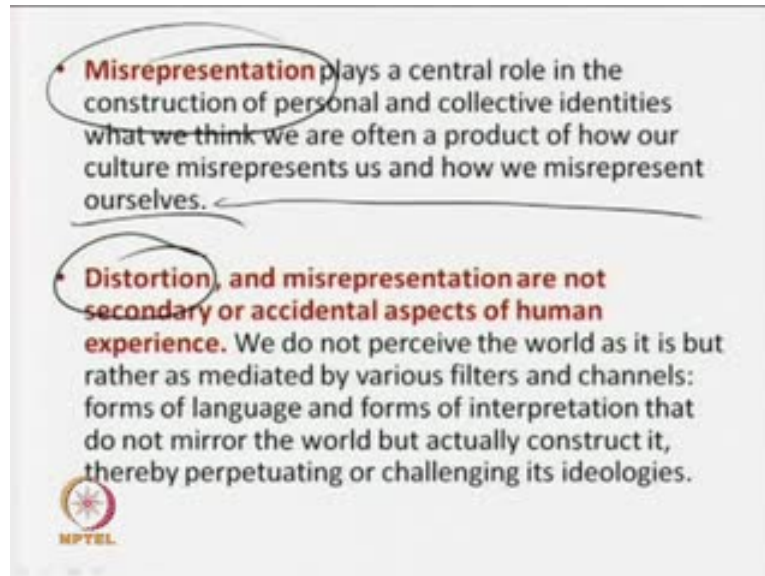 • Misrepresentation plays a central role in the
construction of personal and collective identities
what we think we are often a product of how our
culture misrepresents us and how we misrepresent
ourselves.
• Distortion, and misrepresentation are not
secondary or accidental aspects of human
experience. We do not perceive the world as it is but
rather as mediated by various filters and channels:
forms of language and forms of interpretation that
do not mirror the world but actually construct it,
thereby perpetuating or challenging its ideologies.
NPTEL